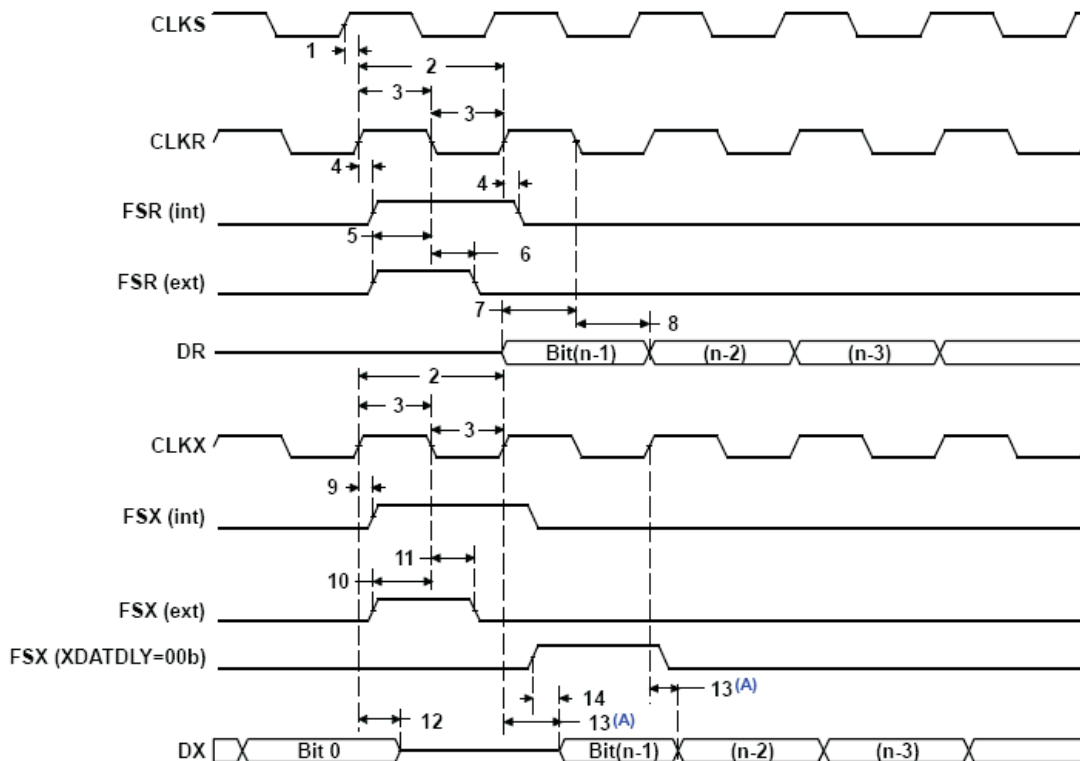 CLKS
1
2
3
3
CLKR
4
4
FSR (int)
5
6
FSR (ext)
7
8
DR
Bit(n-1)
(n-2)
(n-3)
2
3
3
CLKX
9
FSX (int)
11
10
FSX (ext)
FSX (XDATDLY=00b)
13(A)
14
12
13(A)
DX
Bit 0
Bit(n-1)
(n-2)
(n-3)